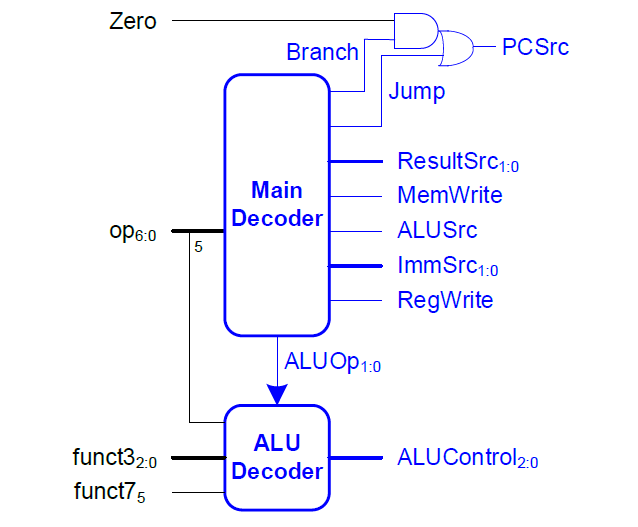 Zero
Branch
PCSrc
Jump
Main
Decoder
ResultSrc1:0
MemWrite
op6:0
5
ALUSrc
ImmSrc1:0
RegWrite
ALUOp1:0
funct32:0
funct75
ALU
Decoder
ALUControl2:0